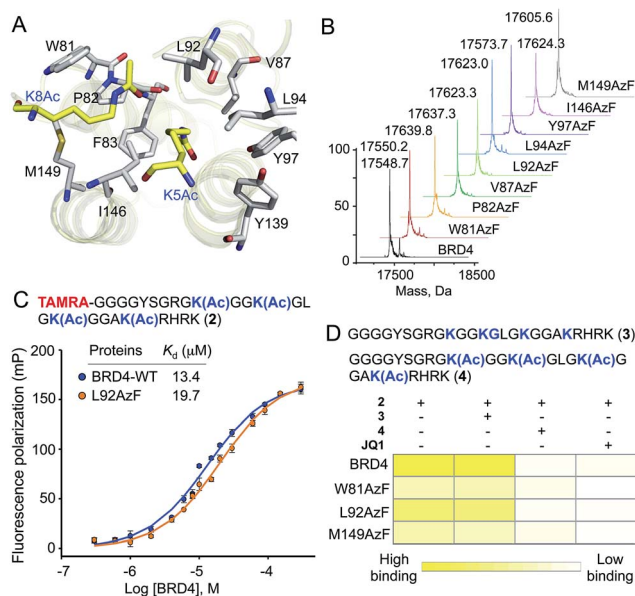 A
W81
L92
V87
K8Ac
P82
L94
F83
Y97
M149
K5Ac
I146
Y139
B
17605.6
17573.7
17624.3
17623.0
17623.3
17637.3
17639.8
17550.2
17548.7
M149AzF
I146AzF
Y97AzF
L94AzF
L92AzF
V87AzF
P82AzF
W81AzF
BRD4
100
50
0
17500 18500
Mass, Da
C
TAMRA-GGGGYSGRGK(Ac)GGK(Ac)GL
GK(Ac)GGAK(Ac)RHRK (2)
Proteins Kd (μM)
BRD4-WT 13.4
L92AzF 19.7
Fluorescence polarization (mP)
200
150
100
50
0
-7 -6 -5 -4 -3
Log [BRD4], M
D
GGGGYSGRGKGGKGLGKGGAKRHRK (3)
GGGGYSGRGK(Ac)GGK(Ac)GLGK(Ac)G
GAK(Ac)RHRK (4)
2 + + + +
3 - + - -
4 - - + -
JQ1 - - - +
BRD4
W81AzF
L92AzF
M149AzF
High binding
Low binding